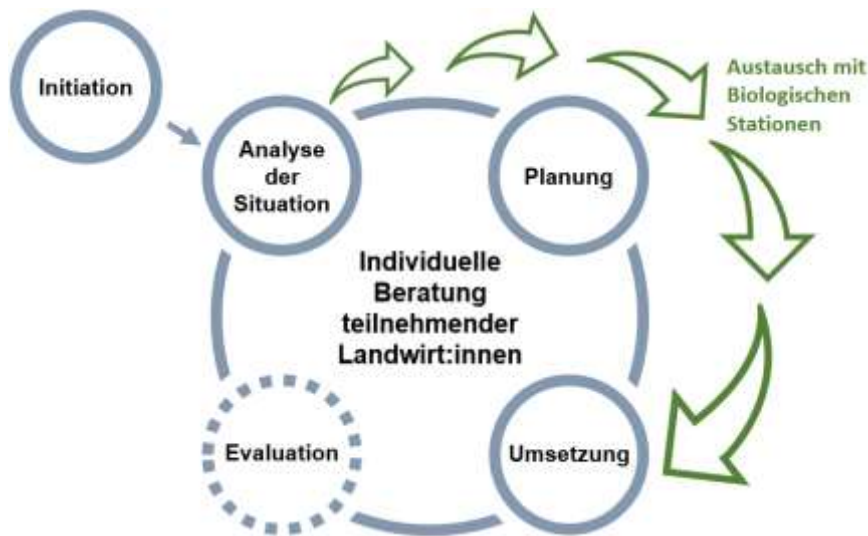 Initiation
Analyse
der
Situation
Planung
Austausch mit
Biologischen
Stationen
Individuelle
Beratung
teilnehmender
Landwirt:innen
Evaluation
Umsetzung